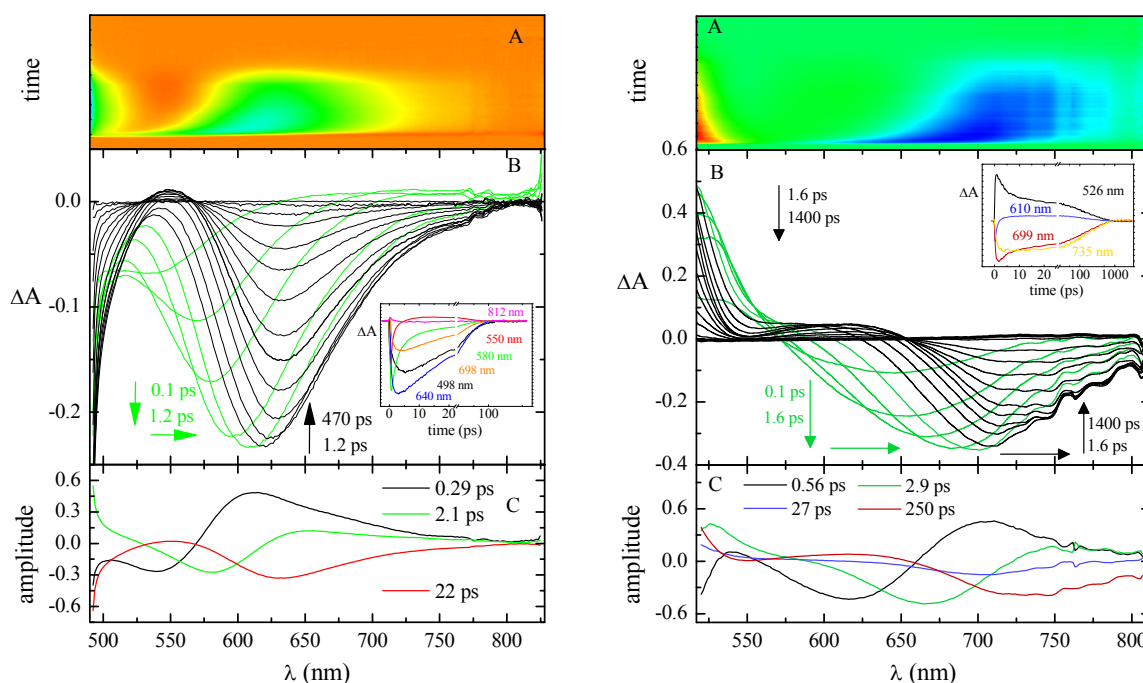 A
time
B
0.0
-0.1
-0.2
ΔA
0.1 ps
1.2 ps
470 ps
1.2 ps
812 nm
ΔA
550 nm
580 nm
698 nm
498 nm
640 nm
0 10 20 100
time (ps)
C
0.6
0.3
0.0
-0.3
-0.6
amplitude
0.29 ps
2.1 ps
22 ps
500 550 600 650 700 750 800
λ (nm)
A
time
B
0.6
0.4
0.2
0.0
-0.2
-0.4
ΔA
1.6 ps
1400 ps
ΔA
526 nm
610 nm
699 nm
735 nm
0 10 20 100 1000
time (ps)
0.1 ps
1.6 ps
1400 ps
1.6 ps
C
0.6
0.0
-0.6
amplitude
0.56 ps 2.9 ps
27 ps 250 ps
550 600 650 700 750 800
λ (nm)